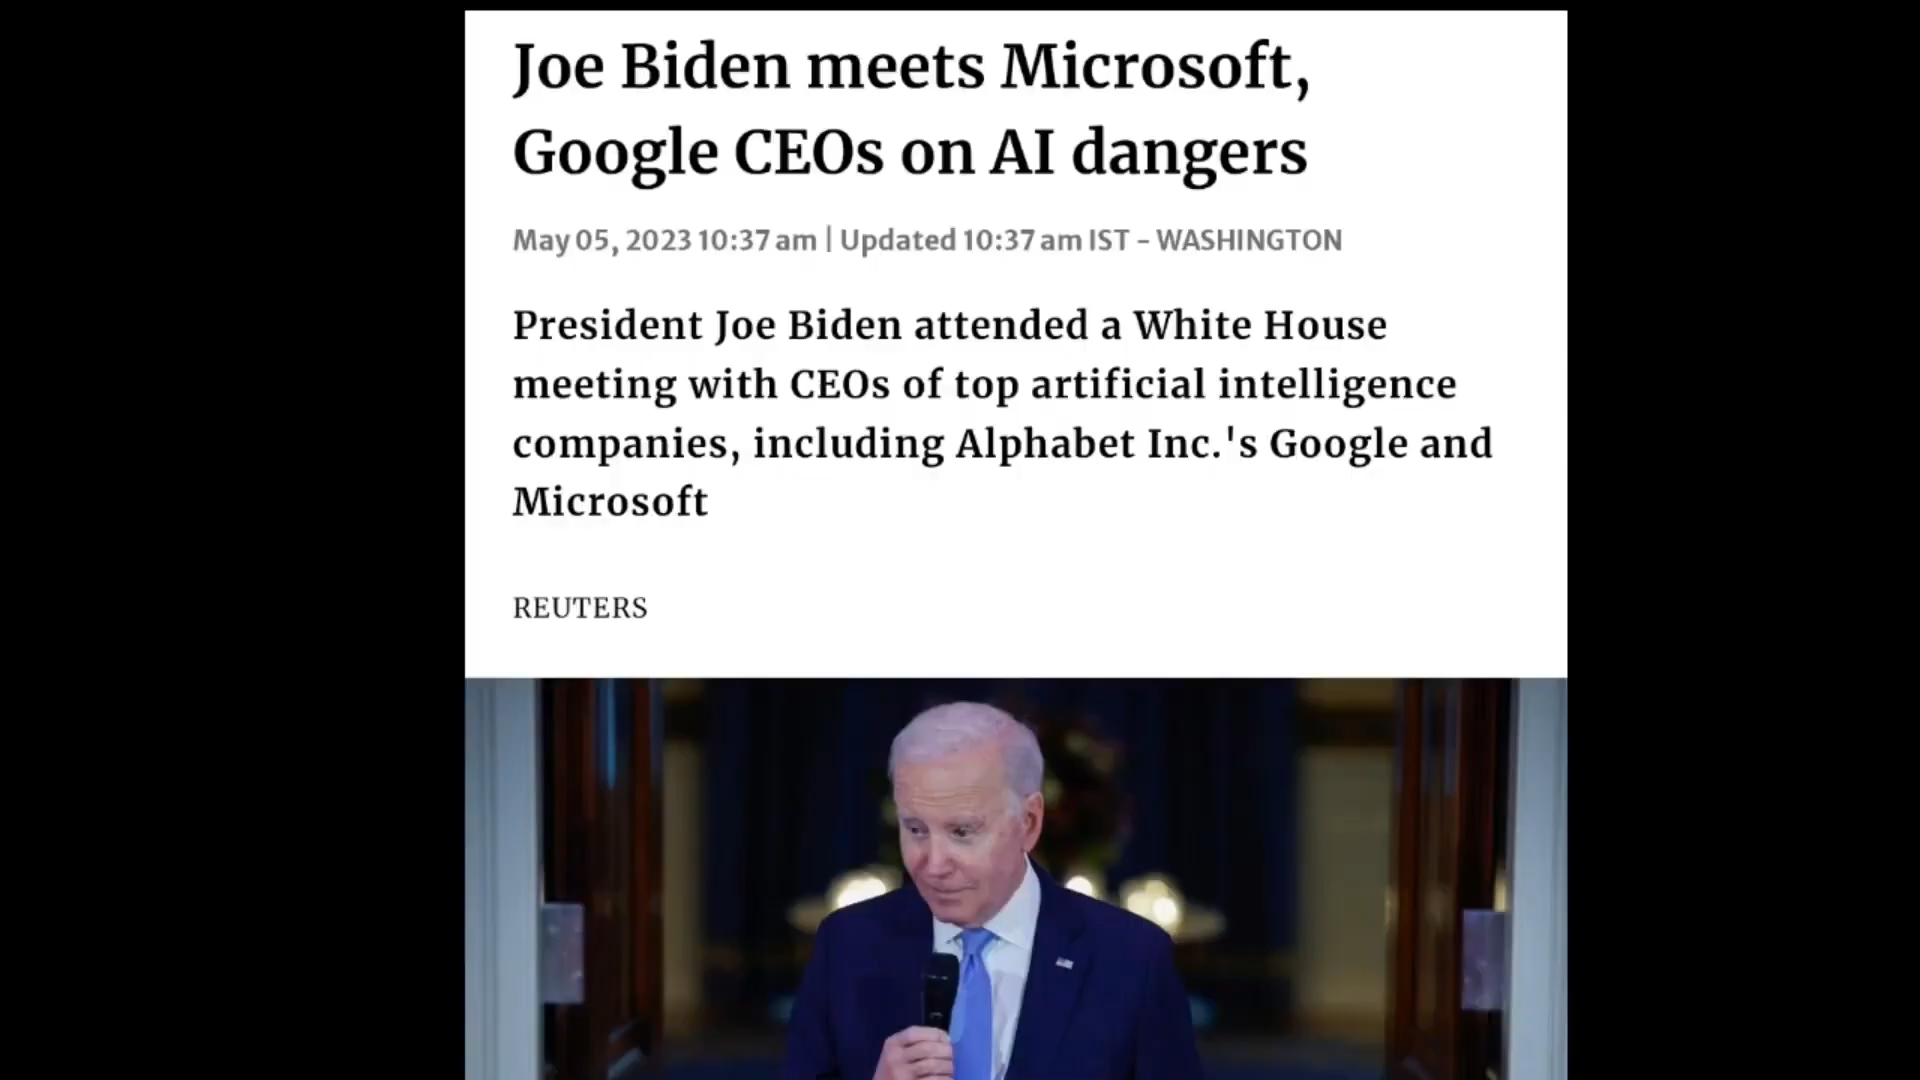 Joe Biden meets Microsoft,
Google CEOs on AI dangers
May 05, 2023 10:37 am | Updated 10:37 am IST - WASHINGTON
President Joe Biden attended a White House
meeting with CEOs of top artificial intelligence
companies, including Alphabet Inc.'s Google and
Microsoft
REUTERS